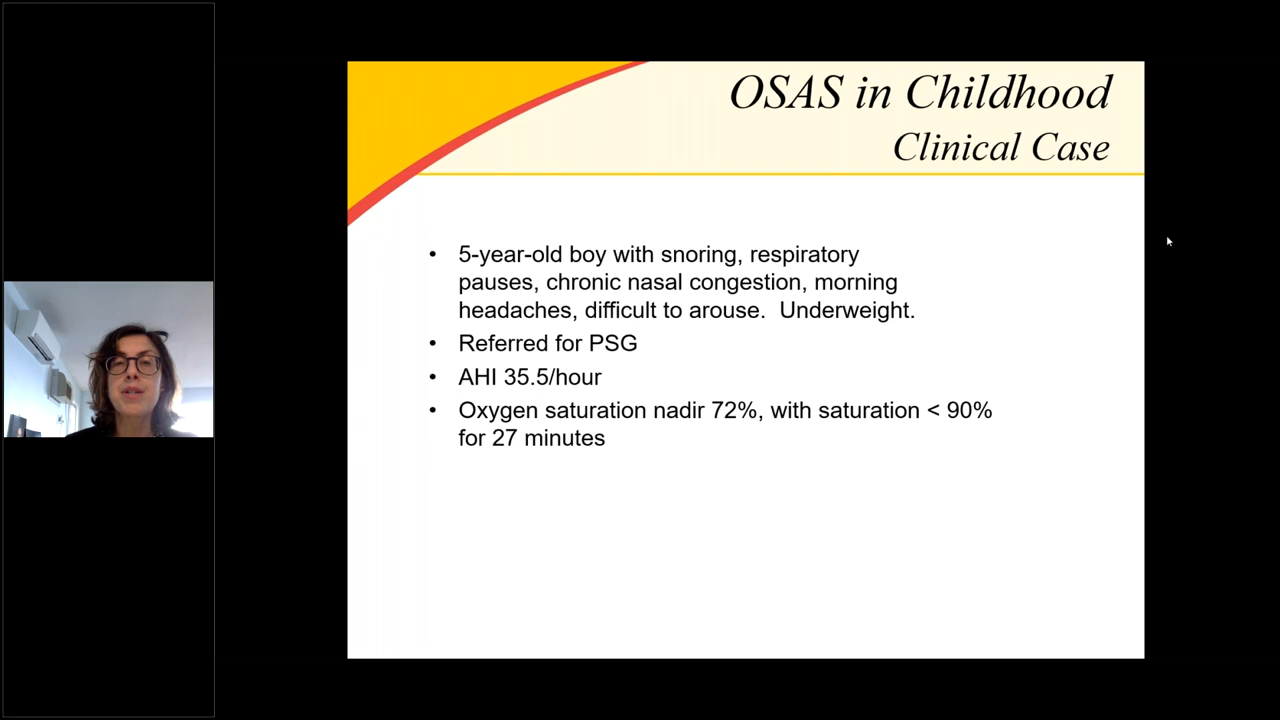 OSAS in Childhood
Clinical Case
• 5-year-old boy with snoring, respiratory
pauses, chronic nasal congestion, morning
headaches, difficult to arouse.  Underweight.
• Referred for PSG
• AHI 35.5/hour
• Oxygen saturation nadir 72%, with saturation < 90%
for 27 minutes